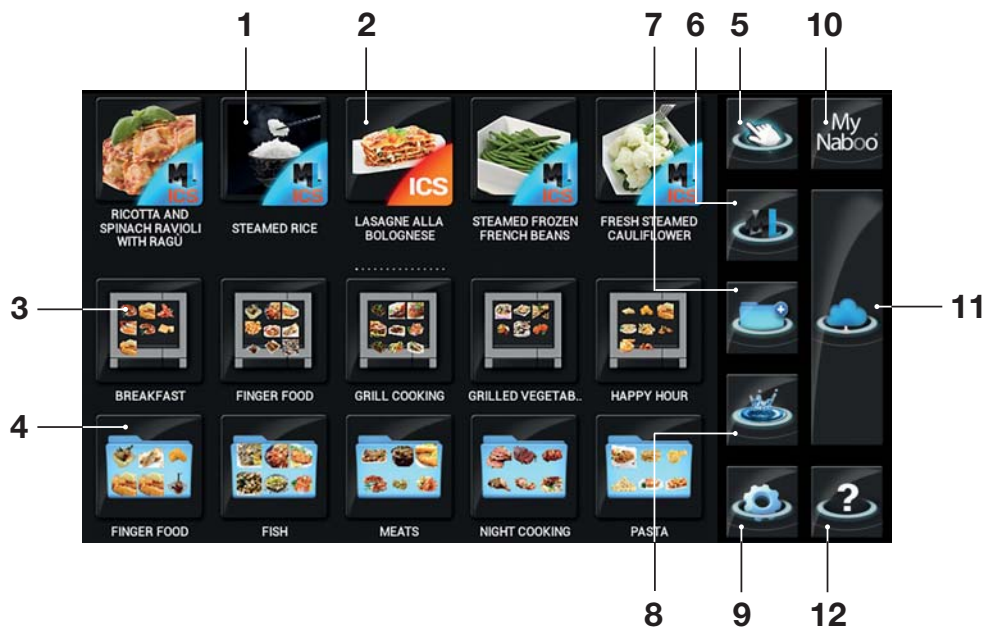 1 2 7 6 5 10
My
Naboo
M.
ICS
M.
ICS
ICS
M.
ICS
M.
ICS
RICOTTA AND
SPINACH RAVIOLI
WITH RAGÙ
STEAMED RICE
LASAGNE ALLA
BOLOGNESE
STEAMED FROZEN
FRENCH BEANS
FRESH STEAMED
CAULIFLOWER
3
11
BREAKFAST FINGER FOOD GRILL COOKING GRILLED VEGETAB.. HAPPY HOUR
4
?
FINGER FOOD FISH MEATS NIGHT COOKING PASTA
8 9 12